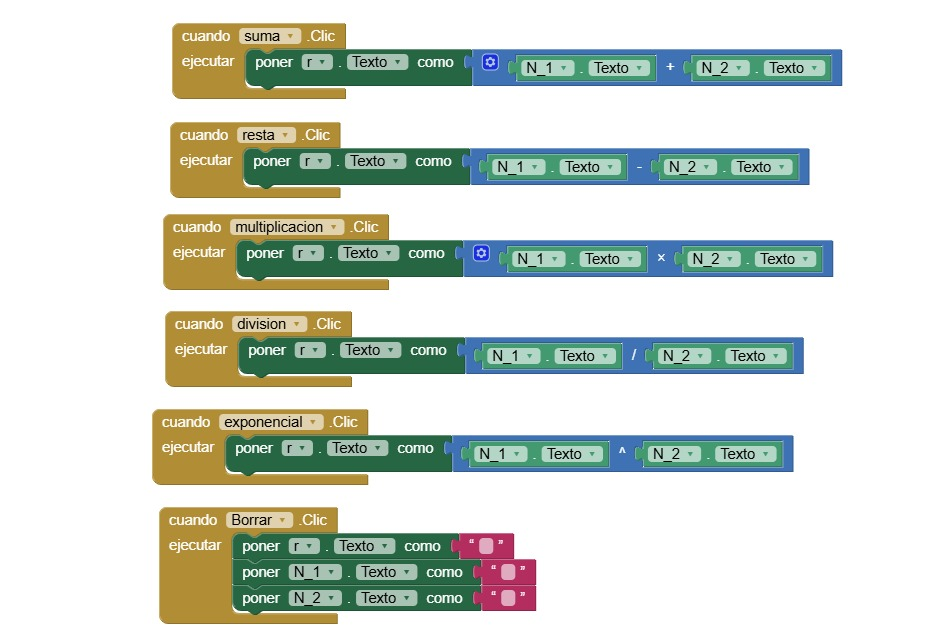 cuando suma .Clic
ejecutar poner r . Texto como N_1 . Texto + N_2 . Texto
cuando resta .Clic
ejecutar poner r . Texto como N_1 . Texto - N_2 . Texto
cuando multiplicacion .Clic
ejecutar poner r . Texto como N_1 . Texto × N_2 . Texto
cuando division .Clic
ejecutar poner r . Texto como N_1 . Texto / N_2 . Texto
cuando exponencial .Clic
ejecutar poner r . Texto como N_1 . Texto ^ N_2 . Texto
cuando Borrar .Clic
ejecutar poner r . Texto como “ ”
poner N_1 . Texto como “ ”
poner N_2 . Texto como “ ”